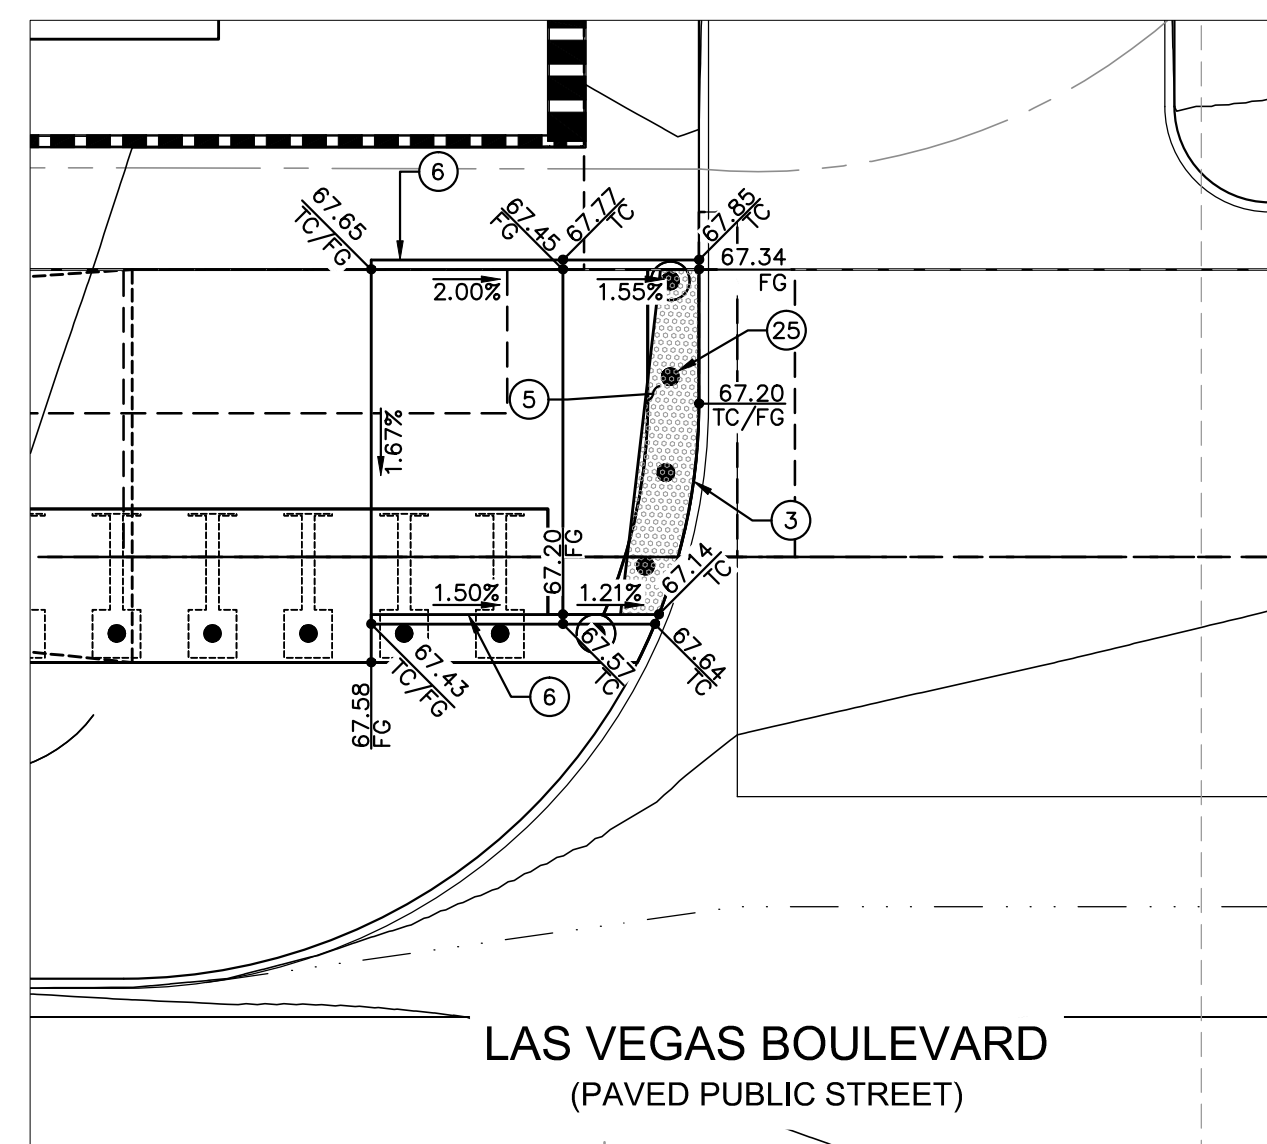 6
67.65
TC/FG
67.45
FG
67.77
TC
67.85
TC
67.34
FG
2.00%
1.55%
25
5
67.20
TC/FG
1.67%
3
67.20
FG
67.14
TC
1.50%
1.21%
67.43
TC/FG
67.57
TC
67.64
TC
67.58
FG
6
LAS VEGAS BOULEVARD
(PAVED PUBLIC STREET)